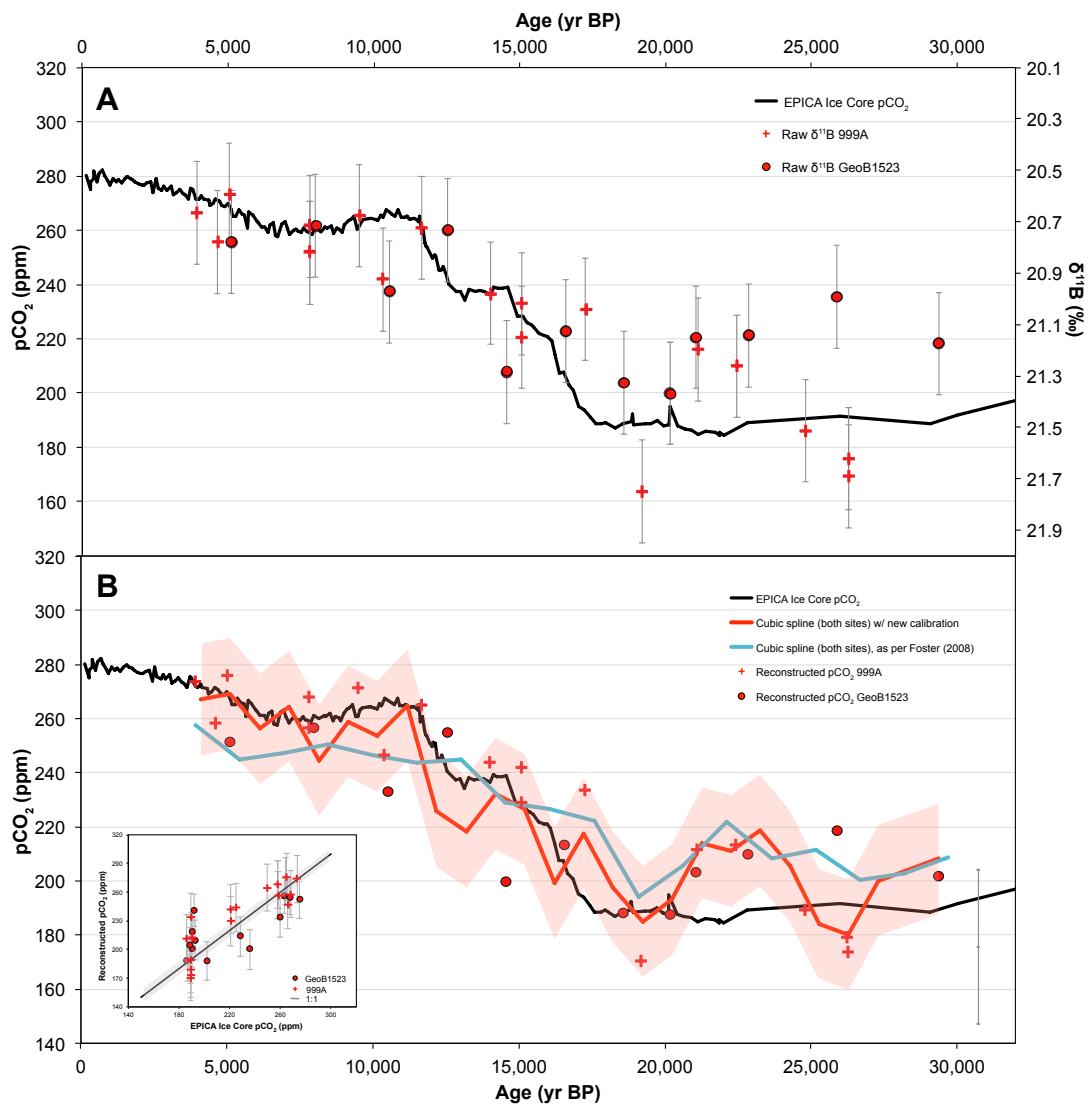 Age (yr BP)
0 5,000 10,000 15,000 20,000 25,000 30,000
A
pCO₂ (ppm)
320
300
280
260
240
220
200
180
160
δ¹¹B (‰)
20.1
20.3
20.5
20.7
20.9
21.1
21.3
21.5
21.7
21.9
EPICA Ice Core pCO₂
Raw δ¹¹B 999A
Raw δ¹¹B GeoB1523
B
pCO₂ (ppm)
320
300
280
260
240
220
200
180
160
140
EPICA Ice Core pCO₂
Cubic spline (both sites) w/ new calibration
Cubic spline (both sites), as per Foster (2008)
Reconstructed pCO₂ 999A
Reconstructed pCO₂ GeoB1523
Reconstructed pCO₂ (ppm)
320
290
260
230
200
170
140
GeoB1523
999A
1:1
140 180 220 260 300
EPICA Ice Core pCO₂ (ppm)
0 5,000 10,000 15,000 20,000 25,000 30,000
Age (yr BP)